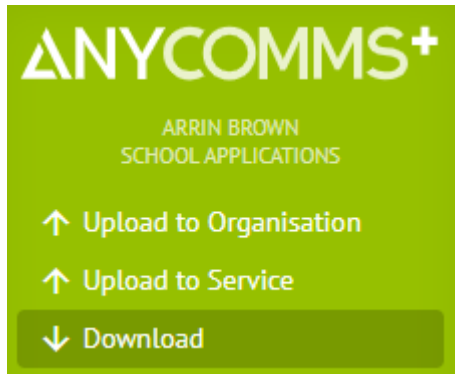 ANYCOMMS+
ARRIN BROWN
SCHOOL APPLICATIONS
↑ Upload to Organisation
↑ Upload to Service
↓ Download